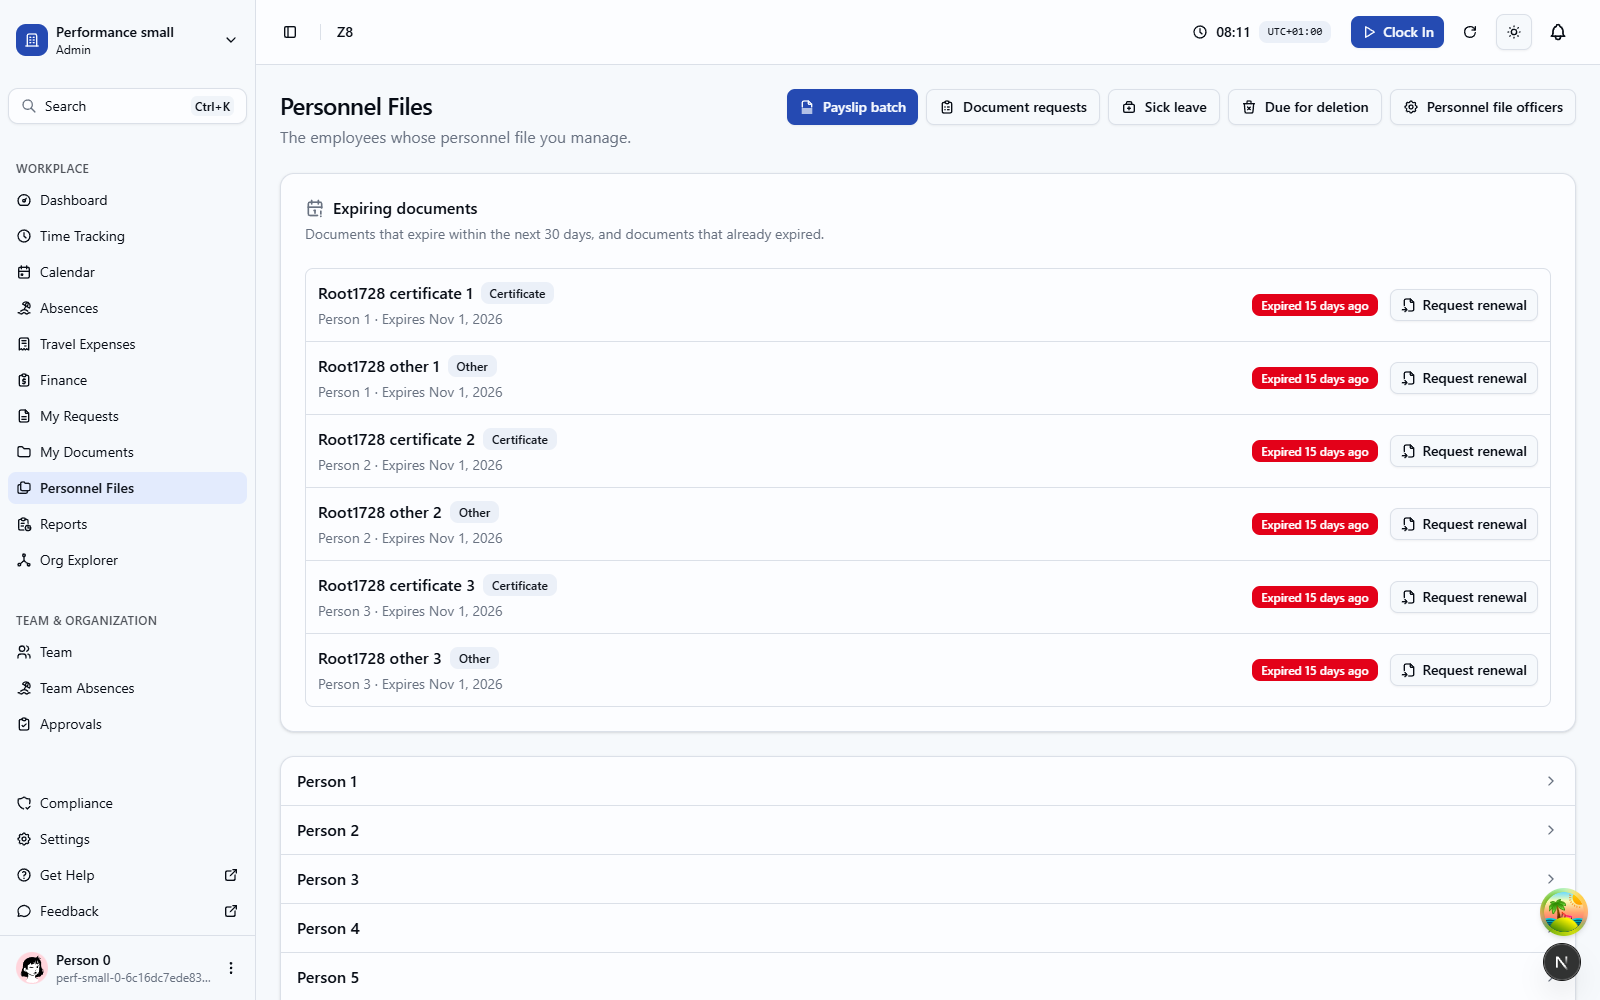 Performance small
Admin
Search
Ctrl+K
WORKPLACE
Dashboard
Time Tracking
Calendar
Absences
Travel Expenses
Finance
My Requests
My Documents
Personnel Files
Reports
Org Explorer
TEAM & ORGANIZATION
Team
Team Absences
Approvals
Compliance
Settings
Get Help
Feedback
Person 0
perf-small-0-6c16dc7ede83...
Z8
08:11 UTC+01:00
Clock In
Personnel Files
The employees whose personnel file you manage.
Payslip batch
Document requests
Sick leave
Due for deletion
Personnel file officers
Expiring documents
Documents that expire within the next 30 days, and documents that already expired.
Root1728 certificate 1 Certificate
Person 1 · Expires Nov 1, 2026
Expired 15 days ago
Request renewal
Root1728 other 1 Other
Person 1 · Expires Nov 1, 2026
Expired 15 days ago
Request renewal
Root1728 certificate 2 Certificate
Person 2 · Expires Nov 1, 2026
Expired 15 days ago
Request renewal
Root1728 other 2 Other
Person 2 · Expires Nov 1, 2026
Expired 15 days ago
Request renewal
Root1728 certificate 3 Certificate
Person 3 · Expires Nov 1, 2026
Expired 15 days ago
Request renewal
Root1728 other 3 Other
Person 3 · Expires Nov 1, 2026
Expired 15 days ago
Request renewal
Person 1
Person 2
Person 3
Person 4
Person 5
N